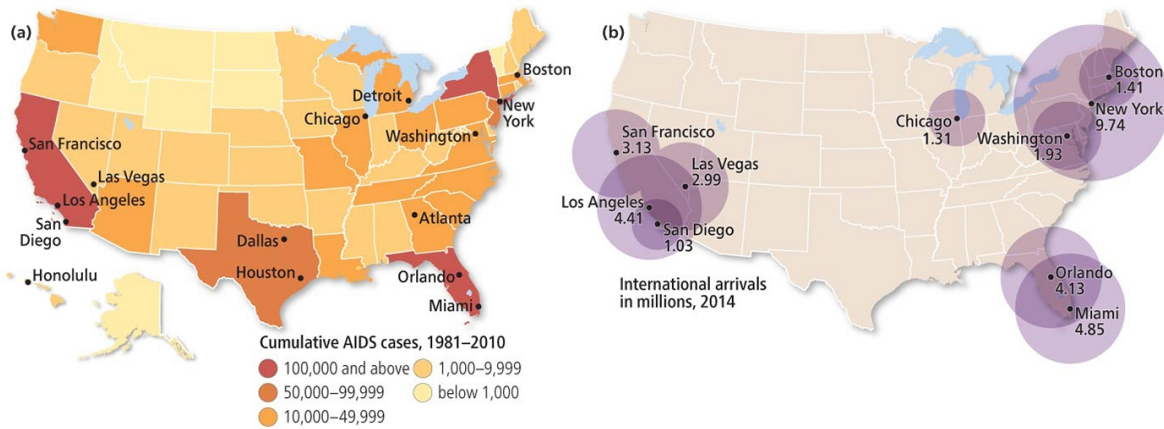 (a)
Boston
Detroit
New
York
Chicago
Washington
San Francisco
Las Vegas
Los Angeles
San
Diego
Atlanta
Dallas
Houston
Honolulu
Orlando
Miami
Cumulative AIDS cases, 1981–2010
100,000 and above
1,000–9,999
50,000–99,999
below 1,000
10,000–49,999
(b)
Boston
1.41
New York
9.74
Chicago
1.31
Washington
1.93
San Francisco
3.13
Las Vegas
2.99
Los Angeles
4.41
San Diego
1.03
International arrivals
in millions, 2014
Orlando
4.13
Miami
4.85